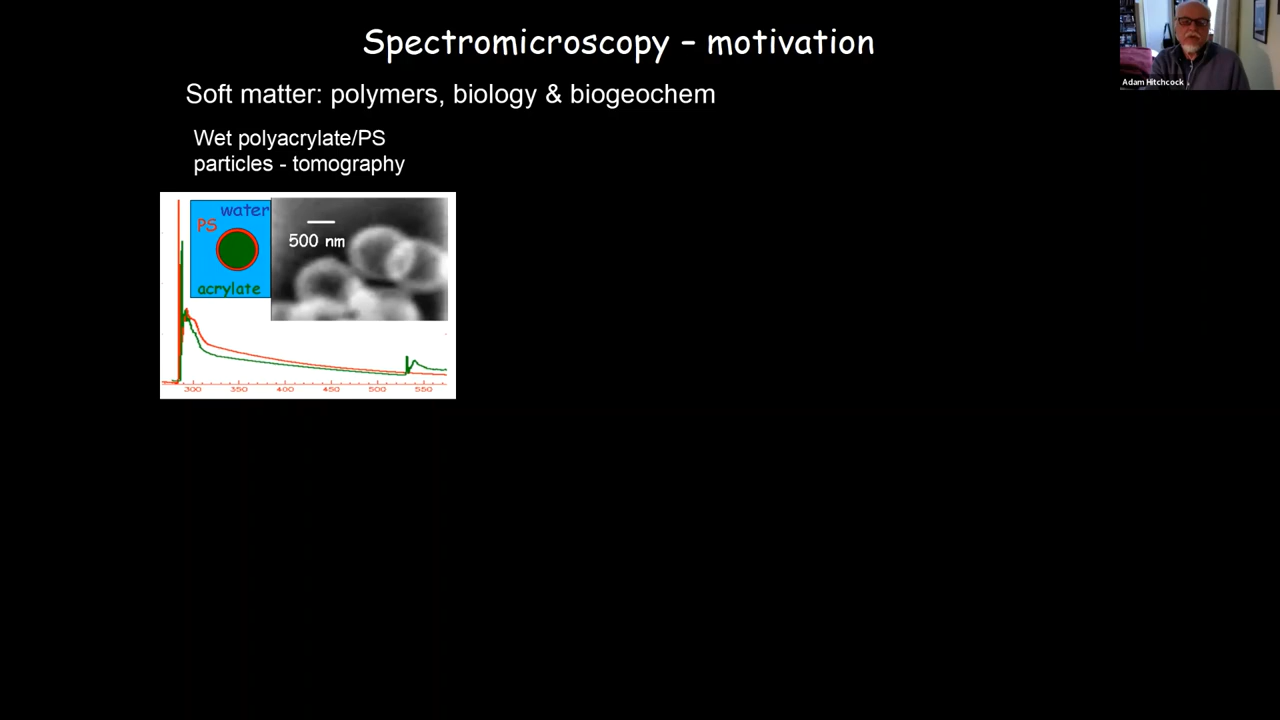 Spectromicroscopy – motivation
Adam Hitchcock
Soft matter: polymers, biology & biogeochem
Wet polyacrylate/PS
particles - tomography
water
PS
500 nm
acrylate
300 350 400 450 500 550